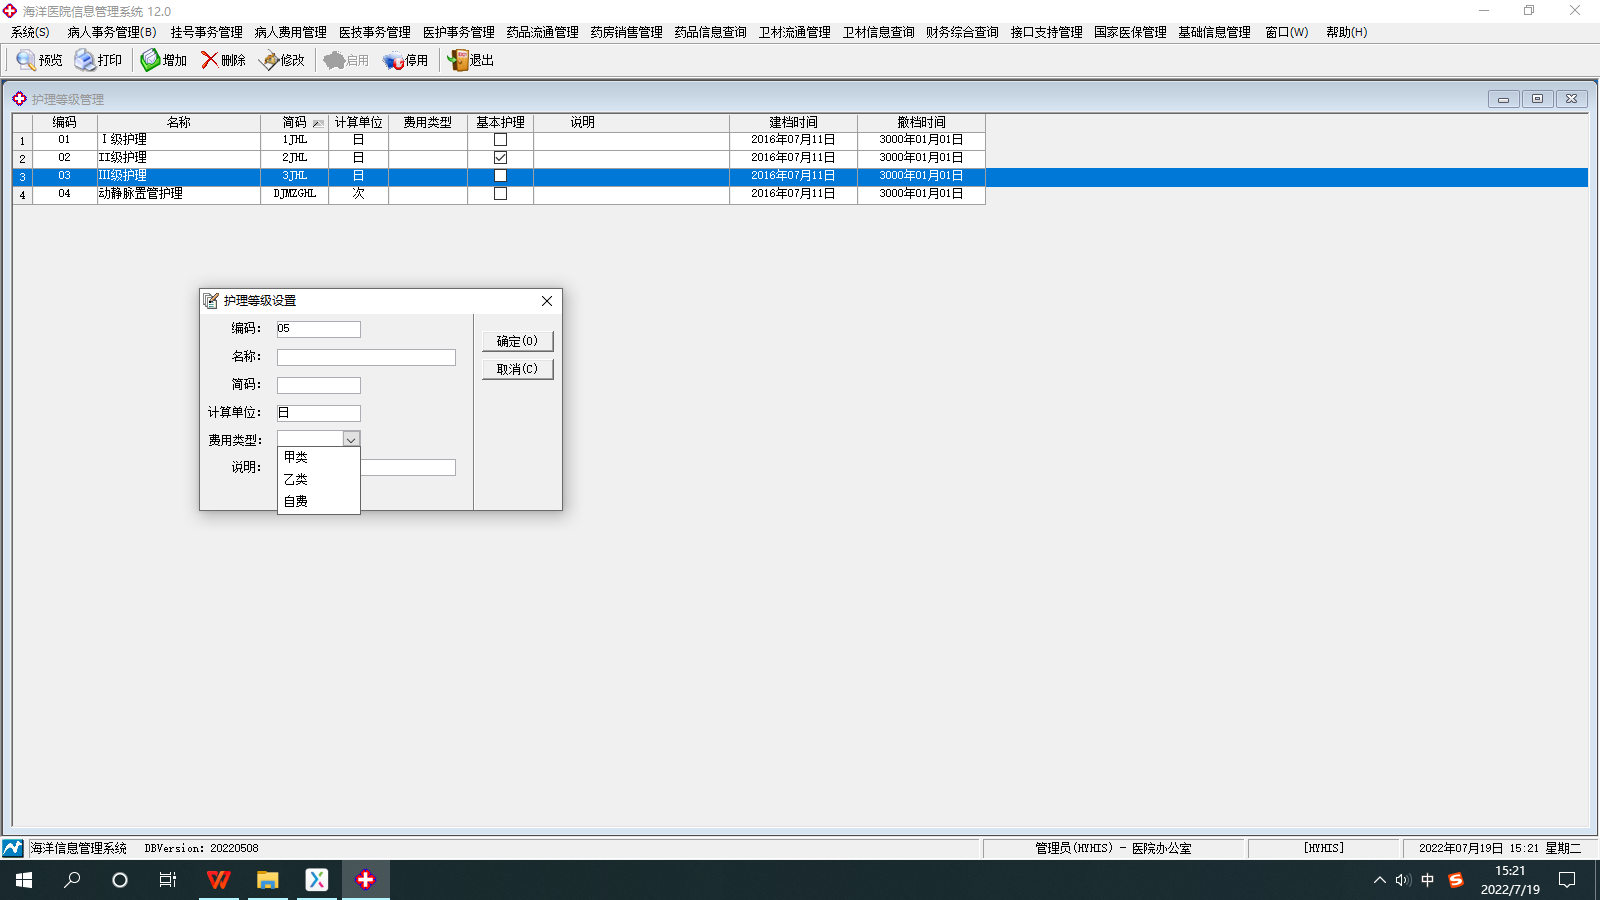 海洋医院信息管理系统 12.0
系统(S) 病人事务管理(B) 挂号事务管理 病人费用管理 医技事务管理 医护事务管理 药品流通管理 药房销售管理 药品信息查询 卫材流通管理 卫材信息查询 财务综合查询 接口支持管理 国家医保管理 基础信息管理 窗口(W) 帮助(H)
预览 打印 增加 删除 修改 启用 停用 退出
护理等级管理
编码 名称 简码 计算单位 费用类型 基本护理 说明 建档时间 撤档时间
1 01 Ⅰ级护理 1JHL 日 2016年07月11日 3000年01月01日
2 02 II级护理 2JHL 日 2016年07月11日 3000年01月01日
3 03 III级护理 3JHL 日 2016年07月11日 3000年01月01日
4 04 动静脉置管护理 DJMZGHL 次 2016年07月11日 3000年01月01日
护理等级设置
编码： 05
确定(O)
名称：
取消(C)
简码：
计算单位： 日
费用类型：
甲类
说明：
乙类
自费
海洋信息管理系统 DBVersion: 20220508 管理员(HYHIS) - 医院办公室 [HYHIS] 2022年07月19日 15:21 星期二
中
15:21
2022/7/19